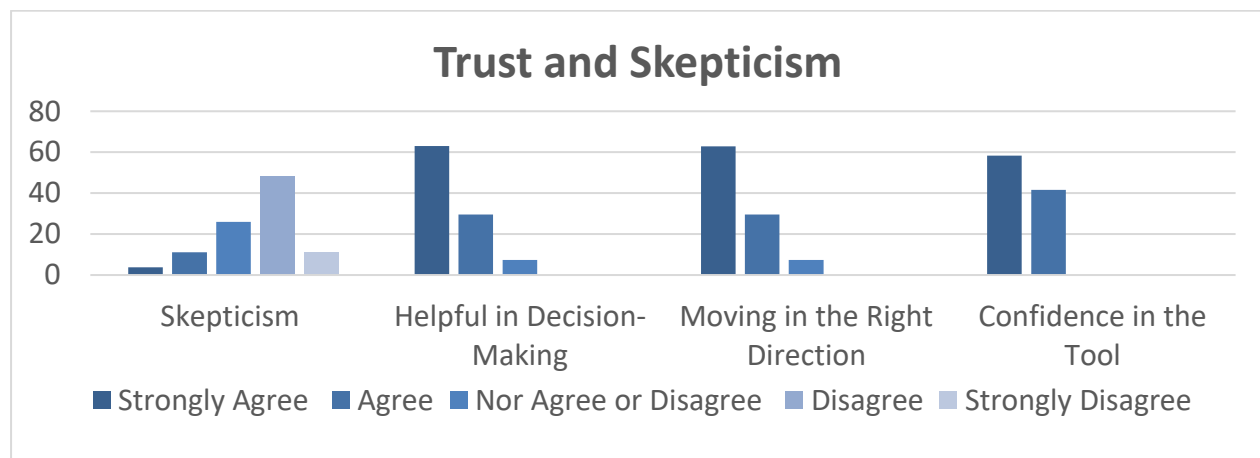 Trust and Skepticism
80
60
40
20
0
Skepticism
Helpful in Decision-
Making
Moving in the Right
Direction
Confidence in the
Tool
Strongly Agree
Agree
Nor Agree or Disagree
Disagree
Strongly Disagree